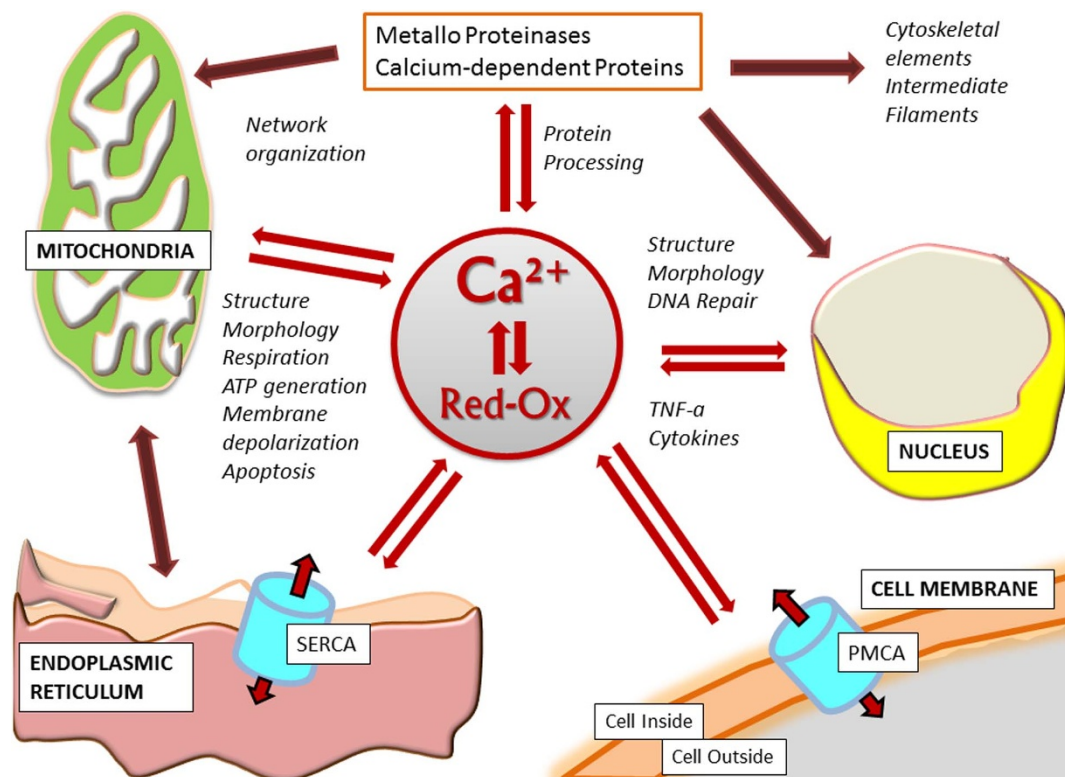 Metallo Proteinases
Calcium-dependent Proteins
Cytoskeletal
elements
Intermediate
Filaments
Network
organization
Protein
Processing
MITOCHONDRIA
Structure
Morphology
Respiration
ATP generation
Membrane
depolarization
Apoptosis
Ca²⁺
Red-Ox
Structure
Morphology
DNA Repair
TNF-a
Cytokines
NUCLEUS
ENDOPLASMIC
RETICULUM
SERCA
CELL MEMBRANE
PMCA
Cell Inside
Cell Outside